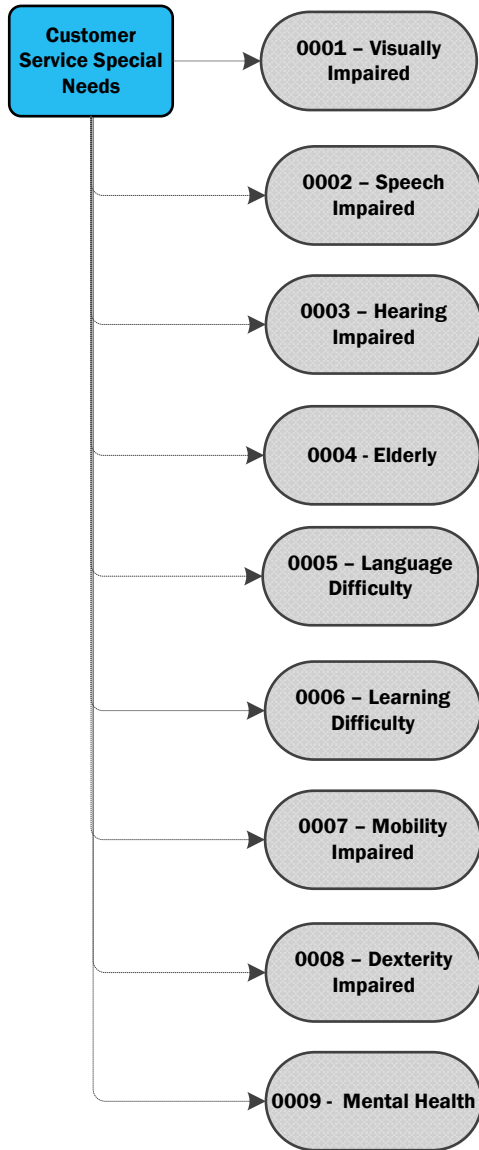 Customer
Service Special
Needs
0001 – Visually
Impaired
0002 – Speech
Impaired
0003 – Hearing
Impaired
0004 - Elderly
0005 – Language
Difficulty
0006 – Learning
Difficulty
0007 – Mobility
Impaired
0008 – Dexterity
Impaired
0009 -  Mental Health